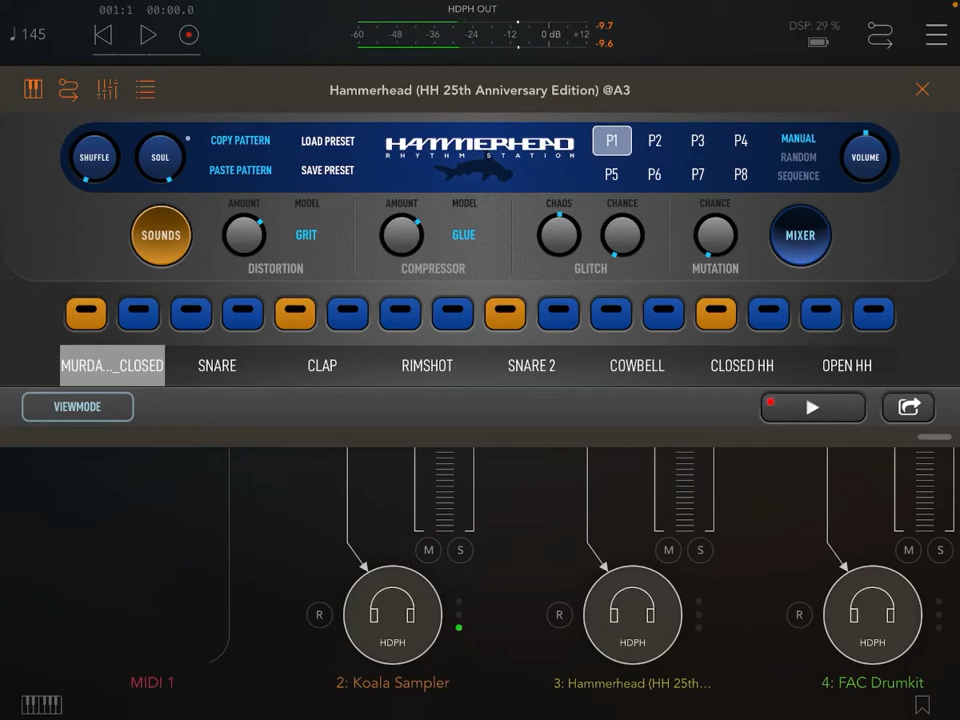 001:1 00:00.0
HDPH OUT
♩145
-60 -48 -36 -24 -12 0 dB +12
-9.7
-9.6
DSP: 29 %
Hammerhead (HH 25th Anniversary Edition) @A3
SHUFFLE
SOUL
COPY PATTERN
PASTE PATTERN
LOAD PRESET
SAVE PRESET
HAMMERHEAD
RHYTHM STATION
P1 P2 P3 P4
P5 P6 P7 P8
MANUAL
RANDOM
SEQUENCE
VOLUME
SOUNDS
AMOUNT MODEL
GRIT
DISTORTION
AMOUNT MODEL
GLUE
COMPRESSOR
CHAOS CHANCE
GLITCH
CHANCE
MUTATION
MIXER
MURDA..._CLOSED SNARE CLAP RIMSHOT SNARE 2 COWBELL CLOSED HH OPEN HH
VIEWMODE
M S M S M S
R HDPH R HDPH R HDPH
MIDI 1 2: Koala Sampler 3: Hammerhead (HH 25th... 4: FAC Drumkit